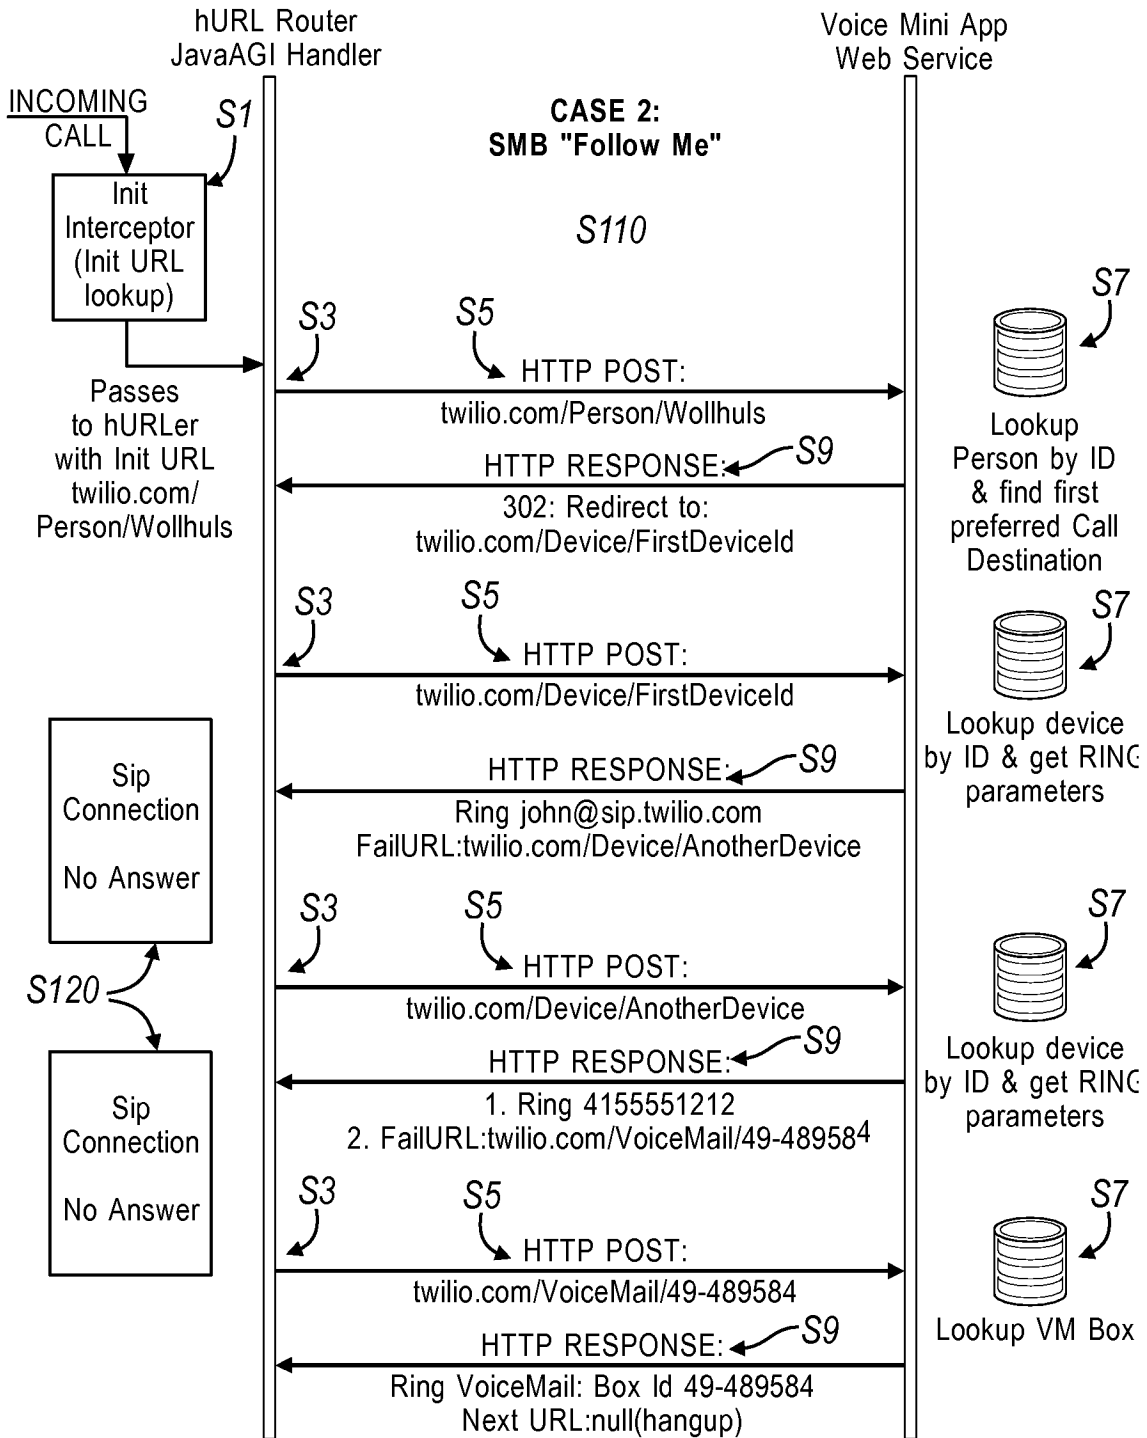 hURL Router
JavaAGI Handler
Voice Mini App
Web Service
INCOMING
CALL
S1
CASE 2:
SMB "Follow Me"
Init
Interceptor
(Init URL
lookup)
S110
S3
S5
S7
HTTP POST:
twilio.com/Person/Wollhuls
Passes
to hURLer
with Init URL
twilio.com/
Person/Wollhuls
Lookup
Person by ID
& find first
preferred Call
Destination
HTTP RESPONSE:
S9
302: Redirect to:
twilio.com/Device/FirstDeviceId
S3
S5
S7
HTTP POST:
twilio.com/Device/FirstDeviceId
Lookup device
by ID & get RING
parameters
Sip
Connection
No Answer
HTTP RESPONSE:
S9
Ring john@sip.twilio.com
FailURL:twilio.com/Device/AnotherDevice
S3
S5
S7
HTTP POST:
twilio.com/Device/AnotherDevice
S120
Lookup device
by ID & get RING
parameters
HTTP RESPONSE:
S9
1. Ring 4155551212
2. FailURL:twilio.com/VoiceMail/49-489584
Sip
Connection
No Answer
S3
S5
S7
HTTP POST:
twilio.com/VoiceMail/49-489584
Lookup VM Box
HTTP RESPONSE:
S9
Ring VoiceMail: Box Id 49-489584
Next URL:null(hangup)